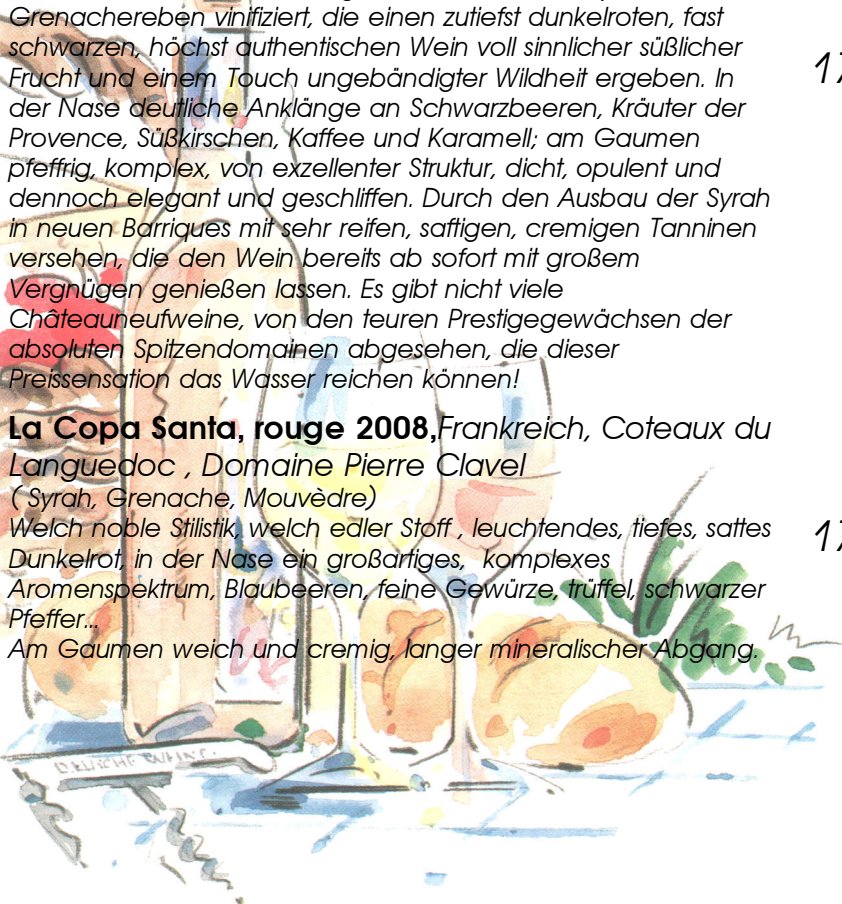 Grenachereben vinifiziert, die einen zutiefst dunkelroten, fast
schwarzen, höchst authentischen Wein voll sinnlicher süßlicher
Frucht und einem Touch ungebändigter Wildheit ergeben. In
17
der Nase deutliche Anklänge an Schwarzbeeren, Kräuter der
Provence, Süßkirschen, Kaffee und Karamell; am Gaumen
pfeffrig, komplex, von exzellenter Struktur, dicht, opulent und
dennoch elegant und geschliffen. Durch den Ausbau der Syrah
in neuen Barriques mit sehr reifen, saftigen, cremigen Tanninen
versehen, die den Wein bereits ab sofort mit großem
Vergnügen genießen lassen. Es gibt nicht viele
Châteauneufweine, von den teuren Prestigegewächsen der
absoluten Spitzendomainen abgesehen, die dieser
Preissensation das Wasser reichen können!
La Copa Santa, rouge 2008,Frankreich, Coteaux du
Languedoc , Domaine Pierre Clavel
( Syrah, Grenache, Mouvèdre)
Welch noble Stilistik, welch edler Stoff , leuchtendes, tiefes, sattes
17
Dunkelrot, in der Nase ein großartiges, komplexes
Aromenspektrum, Blaubeeren, feine Gewürze, trüffel, schwarzer
Pfeffer...
Am Gaumen weich und cremig, langer mineralischer Abgang.